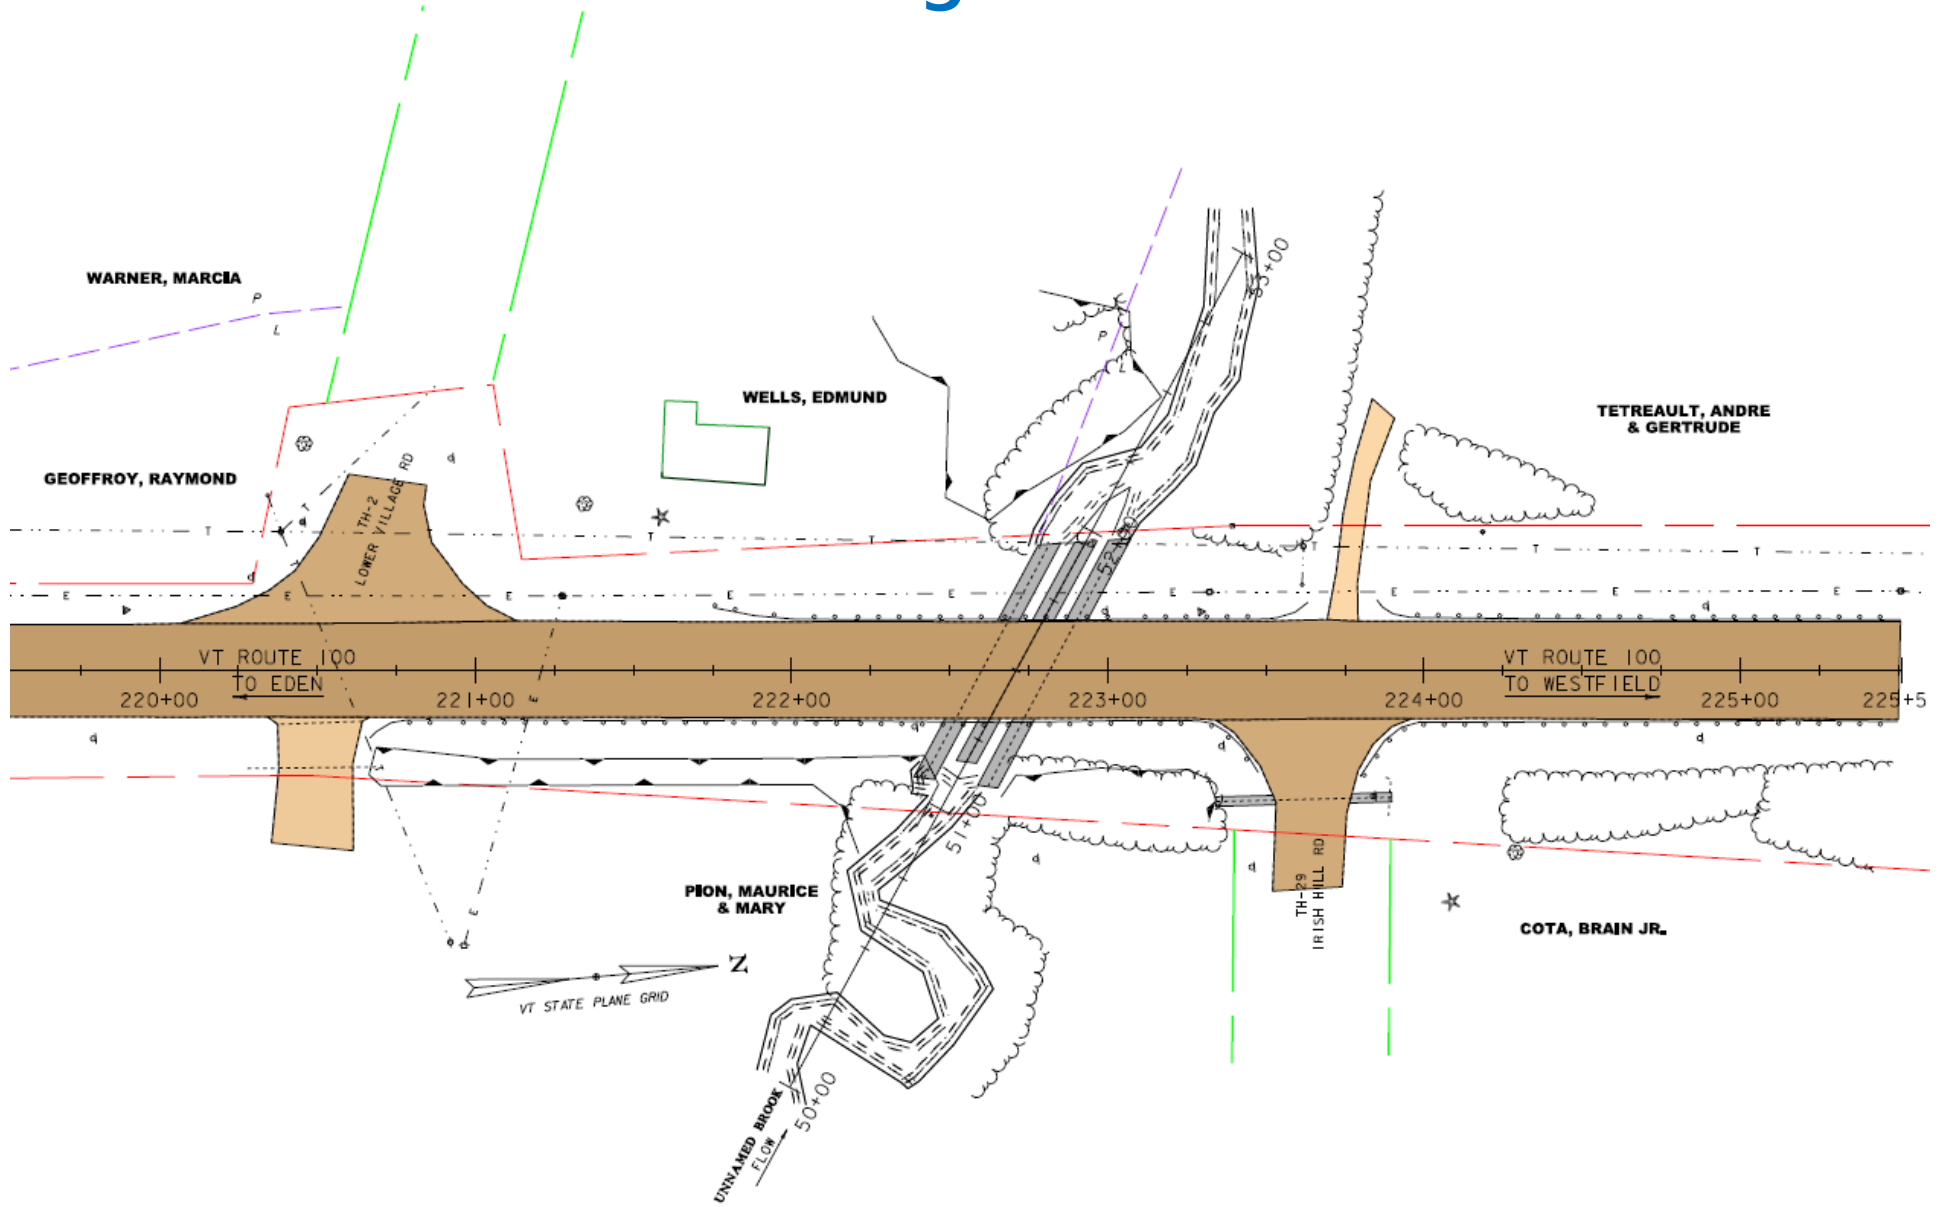 g
53+00
WARNER, MARCIA
P
L
P
L
WELLS, EDMUND
TETREAULT, ANDRE
& GERTRUDE
GEOFFROY, RAYMOND
TH-2
LOWER VILLAGE RD
T
T
T
T
T
T
T
T
E
E
E
E
E
E
E
E
VT ROUTE 100
TO EDEN
VT ROUTE 100
TO WESTFIELD
220+00
221+00
222+00
223+00
224+00
225+00
225+5
E
51+00
PION, MAURICE
& MARY
TH-29
IRISH HILL RD
COTA, BRAIN JR.
E
N
VT STATE PLANE GRID
50+00
UNNAMED BROOK
FLOW